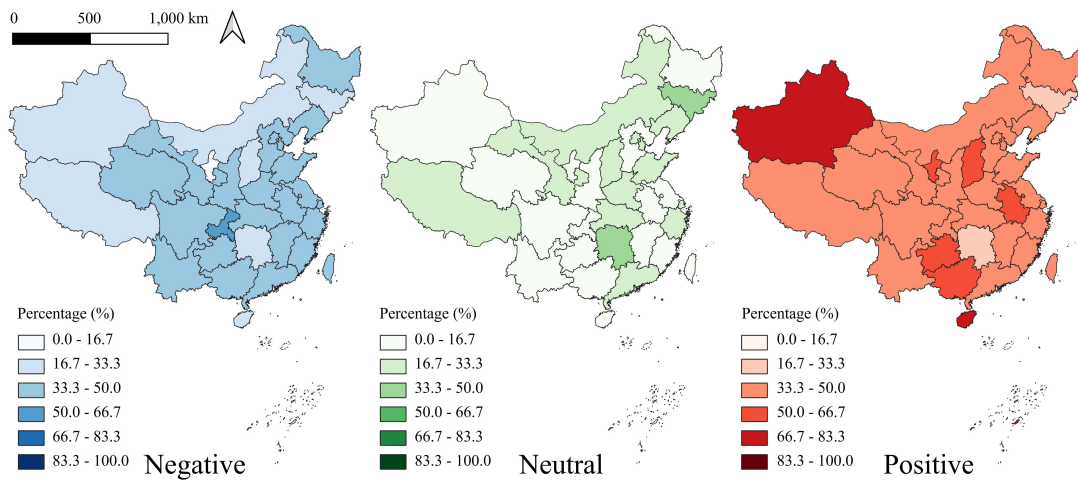 0 500 1,000 km
Percentage (%)
0.0 - 16.7
16.7 - 33.3
33.3 - 50.0
50.0 - 66.7
66.7 - 83.3
83.3 - 100.0
Negative
Percentage (%)
0.0 - 16.7
16.7 - 33.3
33.3 - 50.0
50.0 - 66.7
66.7 - 83.3
83.3 - 100.0
Neutral
Percentage (%)
0.0 - 16.7
16.7 - 33.3
33.3 - 50.0
50.0 - 66.7
66.7 - 83.3
83.3 - 100.0
Positive